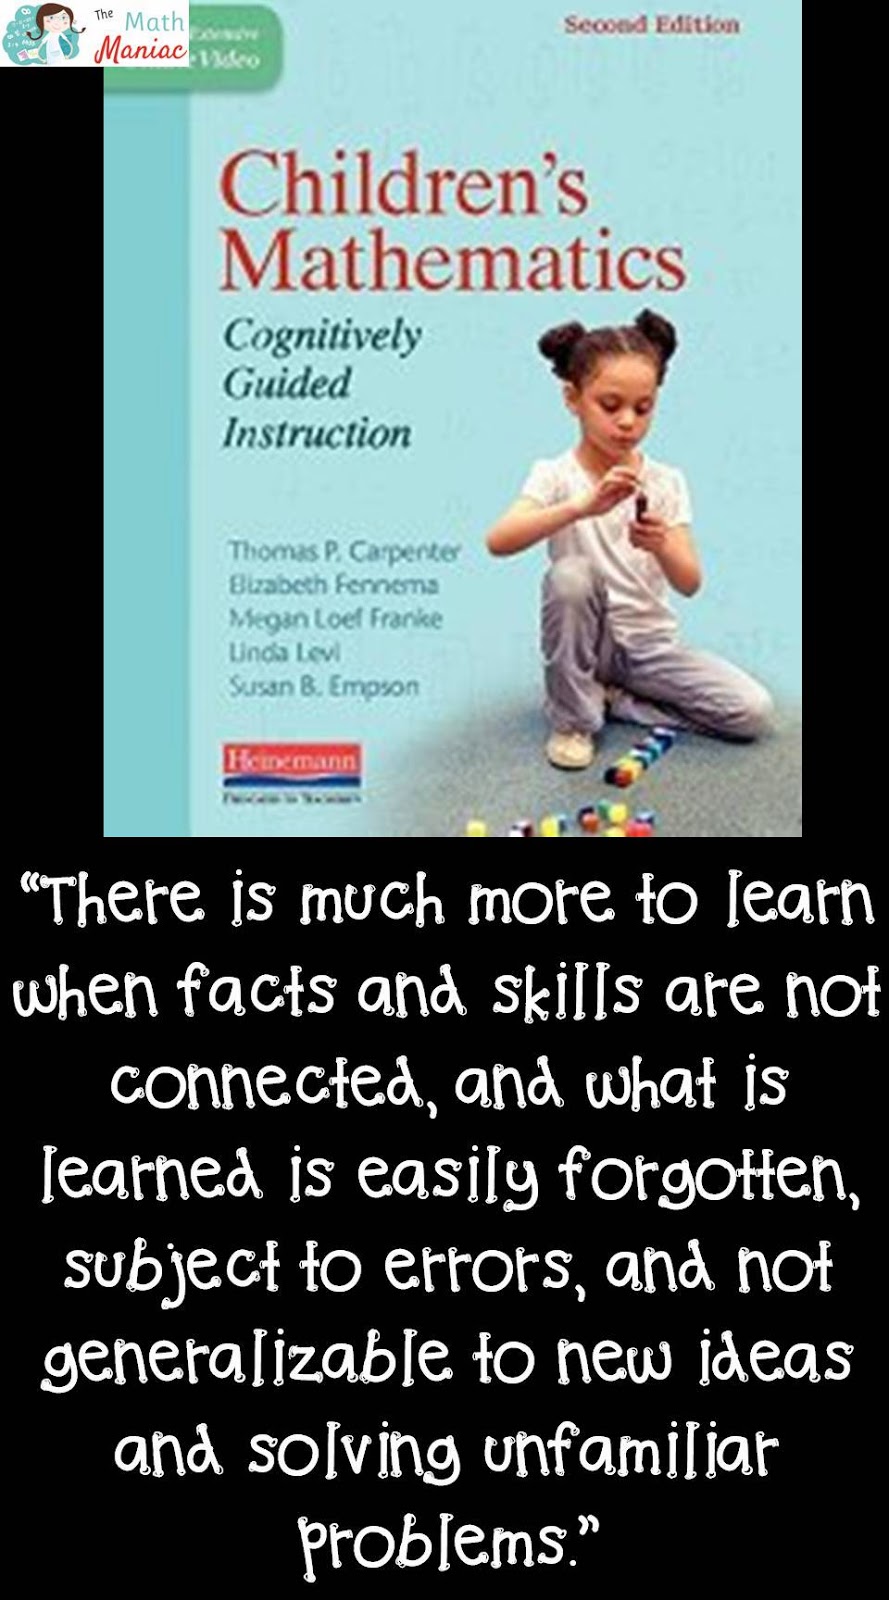 The Math
Maniac
Video
Second Edition
Children's
Mathematics
Cognitively
Guided
Instruction
Thomas P. Carpenter
Elizabeth Fennema
Megan Loef Franke
Linda Levi
Susan B. Empson
Heinemann
"There is much more to learn
when facts and skills are not
connected, and what is
learned is easily forgotten,
subject to errors, and not
generalizable to new ideas
and solving unfamiliar
problems."